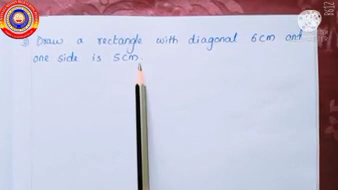 Draw a rectangle with diagonal 6cm and
one side is 5cm.